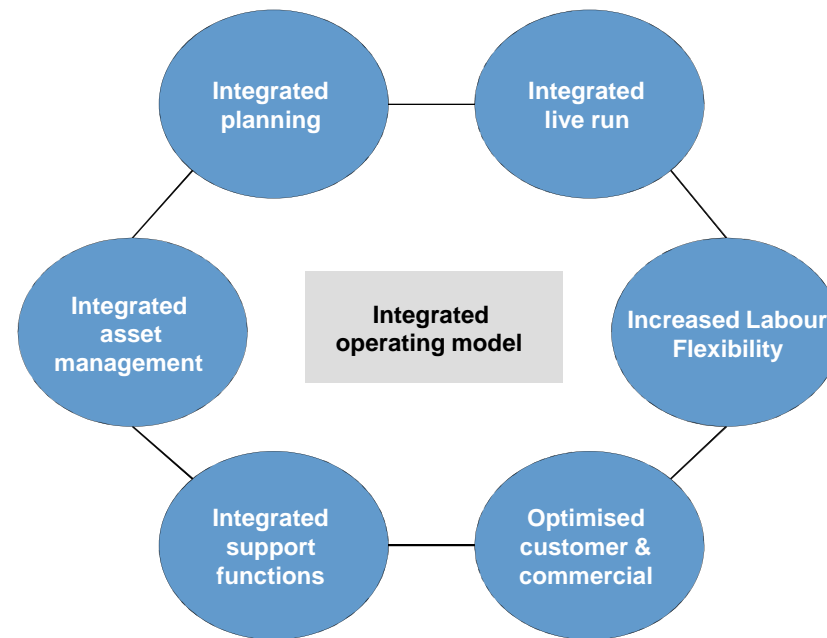 Integrated
planning
Integrated
live run
Integrated
asset
management
Integrated
operating model
Increased Labour
Flexibility
Integrated
support
functions
Optimised
customer &
commercial